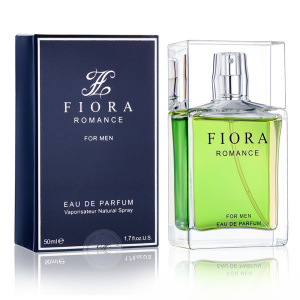 FIORA
ROMANCE
FOR MEN
EAU DE PARFUM
Vaporisateur Natural Spray
50ml e 1.7fl.oz.U.S.
FIORA
ROMANCE
FOR MEN
EAU DE PARFUM